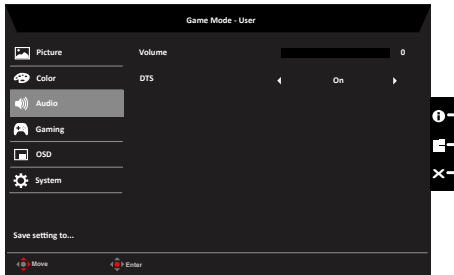 Game Mode - User
Picture
Volume 0
Color
DTS On
Audio
Gaming
OSD
System
Save setting to...
Move Enter